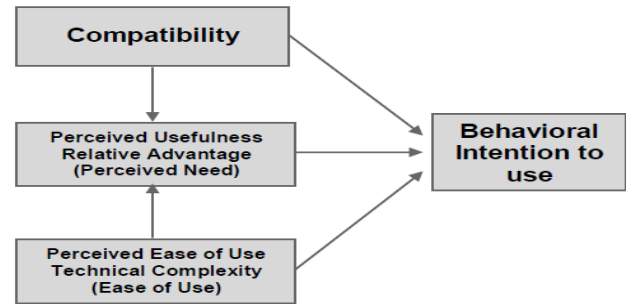 Compatibility
Perceived Usefulness
Relative Advantage
(Perceived Need)
Behavioral
Intention to
use
Perceived Ease of Use
Technical Complexity
(Ease of Use)